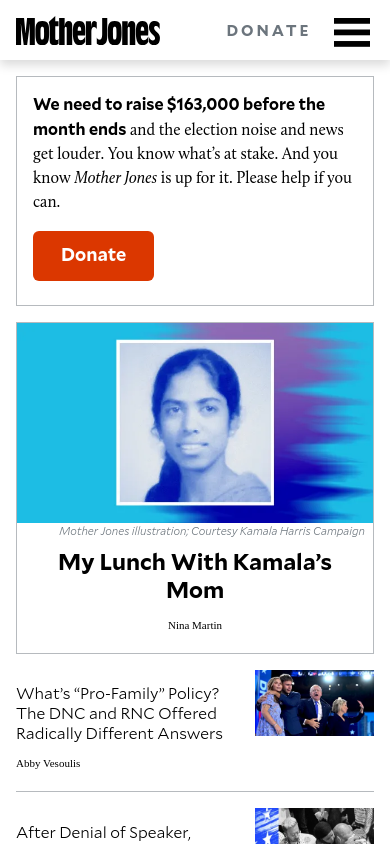 Mother Jones
DONATE
We need to raise $163,000 before the
month ends and the election noise and news
get louder. You know what’s at stake. And you
know Mother Jones is up for it. Please help if you
can.
Donate
Mother Jones illustration; Courtesy Kamala Harris Campaign
My Lunch With Kamala’s
Mom
Nina Martin
What’s “Pro-Family” Policy?
The DNC and RNC Offered
Radically Different Answers
Abby Vesoulis
After Denial of Speaker,